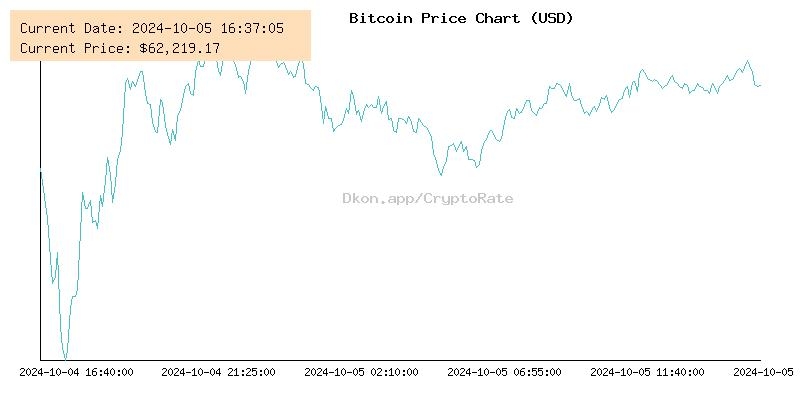 Bitcoin Price Chart (USD)
Current Date: 2024-10-05 16:37:05
Current Price: $62,219.17
Dkon.app/CryptoRate
2024-10-04 16:40:00 2024-10-04 21:25:00 2024-10-05 02:10:00 2024-10-05 06:55:00 2024-10-05 11:40:00 2024-10-05